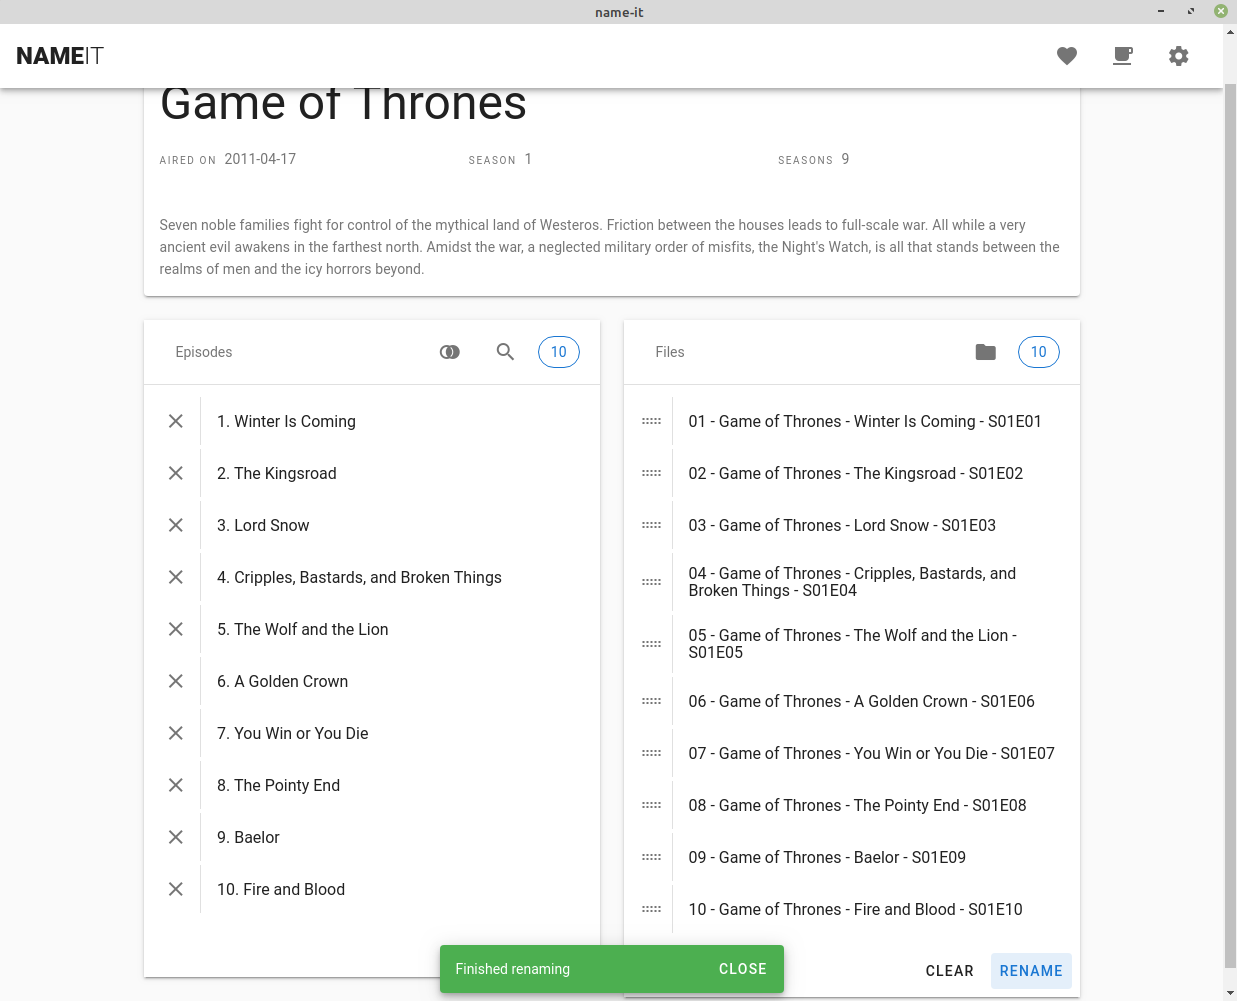 name-it
NAMEIT
Game of Thrones
AIRED ON 2011-04-17 SEASON 1 SEASONS 9
Seven noble families fight for control of the mythical land of Westeros. Friction between the houses leads to full-scale war. All while a very
ancient evil awakens in the farthest north. Amidst the war, a neglected military order of misfits, the Night's Watch, is all that stands between the
realms of men and the icy horrors beyond.
Episodes 10
1. Winter Is Coming
2. The Kingsroad
3. Lord Snow
4. Cripples, Bastards, and Broken Things
5. The Wolf and the Lion
6. A Golden Crown
7. You Win or You Die
8. The Pointy End
9. Baelor
10. Fire and Blood
Files 10
01 - Game of Thrones - Winter Is Coming - S01E01
02 - Game of Thrones - The Kingsroad - S01E02
03 - Game of Thrones - Lord Snow - S01E03
04 - Game of Thrones - Cripples, Bastards, and
Broken Things - S01E04
05 - Game of Thrones - The Wolf and the Lion -
S01E05
06 - Game of Thrones - A Golden Crown - S01E06
07 - Game of Thrones - You Win or You Die - S01E07
08 - Game of Thrones - The Pointy End - S01E08
09 - Game of Thrones - Baelor - S01E09
10 - Game of Thrones - Fire and Blood - S01E10
Finished renaming CLOSE
CLEAR RENAME